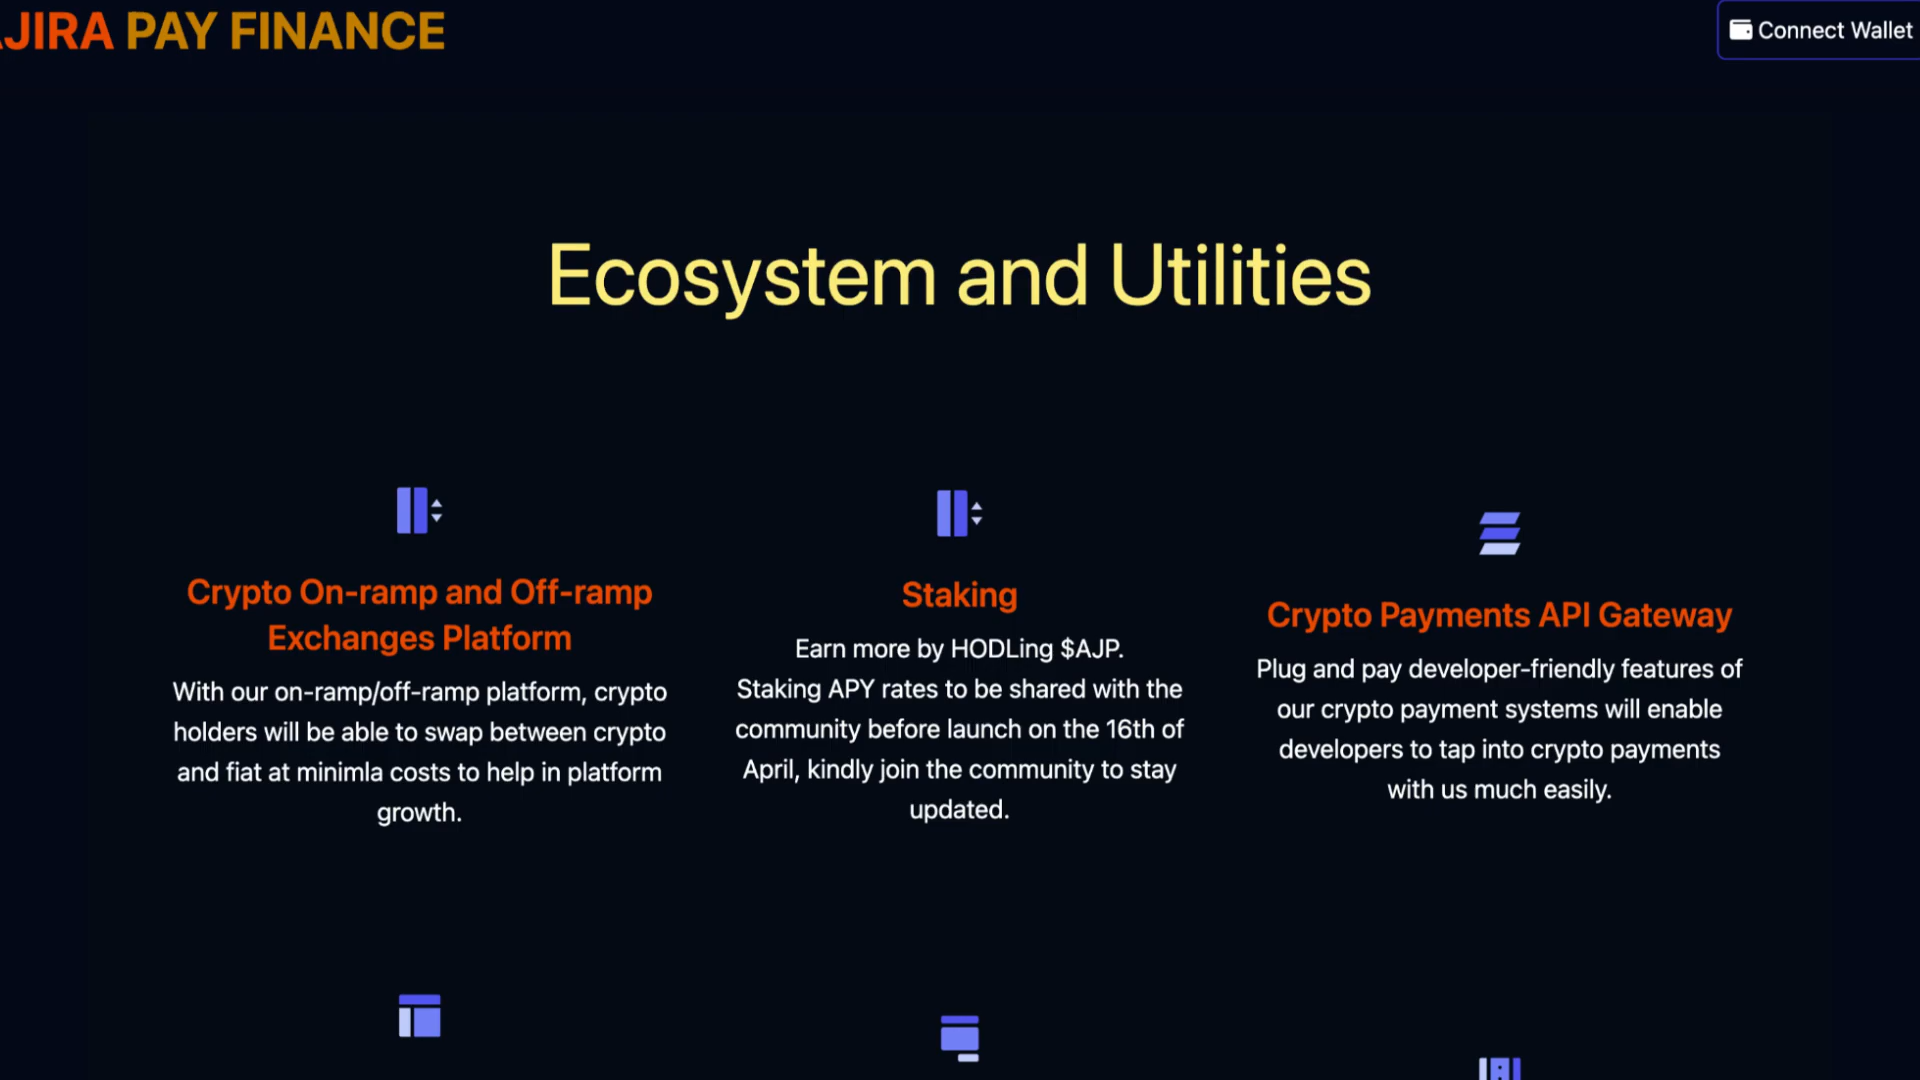 AJIRA PAY FINANCE
Connect Wallet
Ecosystem and Utilities
Crypto On-ramp and Off-ramp
Exchanges Platform
With our on-ramp/off-ramp platform, crypto
holders will be able to swap between crypto
and fiat at minimla costs to help in platform
growth.
Staking
Earn more by HODLing $AJP.
Staking APY rates to be shared with the
community before launch on the 16th of
April, kindly join the community to stay
updated.
Crypto Payments API Gateway
Plug and pay developer-friendly features of
our crypto payment systems will enable
developers to tap into crypto payments
with us much easily.